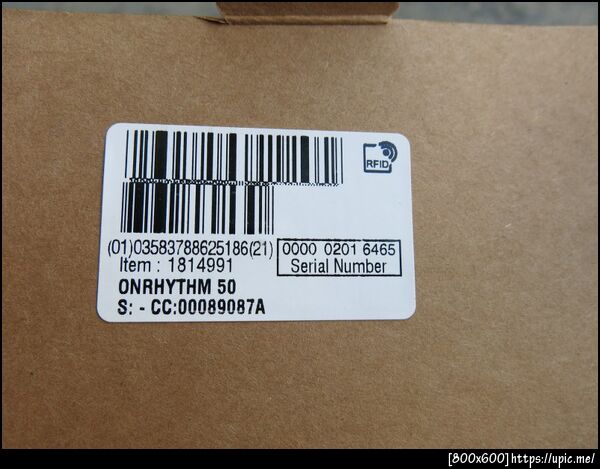 RFID
(01)03583788625186(21)
0000 0201 6465
Serial Number
Item : 1814991
ONRHYTHM 50
S: - CC:00089087A
[800x600]https://upic.me/